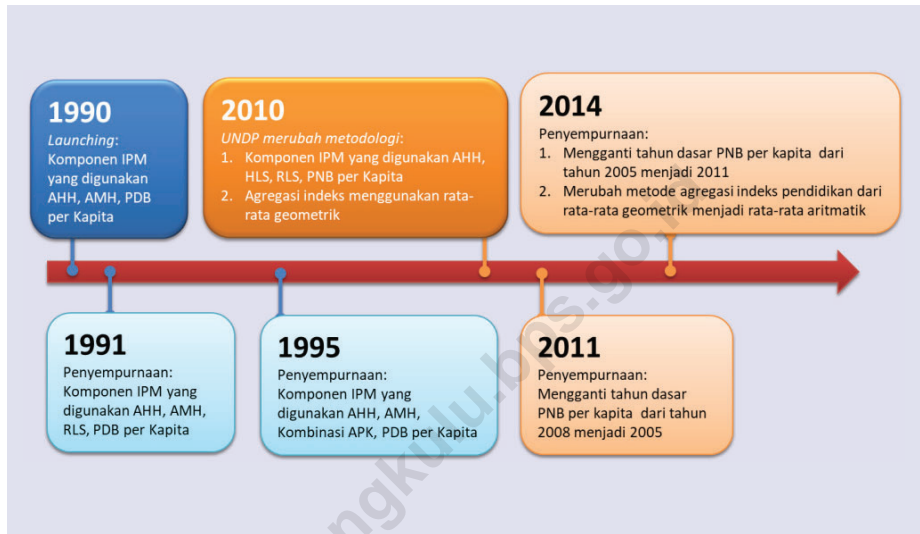 1990
Launching:
Komponen IPM
yang digunakan
AHH, AMH, PDB
per Kapita
2010
UNDP merubah metodologi:
1. Komponen IPM yang digunakan AHH,
HLS, RLS, PNB per Kapita
2. Agregasi indeks menggunakan rata-
rata geometrik
2014
Penyempurnaan:
1. Mengganti tahun dasar PNB per kapita dari
tahun 2005 menjadi 2011
2. Merubah metode agregasi indeks pendidikan dari
rata-rata geometrik menjadi rata-rata aritmatik
1991
Penyempurnaan:
Komponen IPM yang
digunakan AHH, AMH,
RLS, PDB per Kapita
1995
Penyempurnaan:
Komponen IPM yang
digunakan AHH, AMH,
Kombinasi APK, PDB per Kapita
2011
Penyempurnaan:
Mengganti tahun dasar
PNB per kapita dari tahun
2008 menjadi 2005
ngkulu.bps.go.id